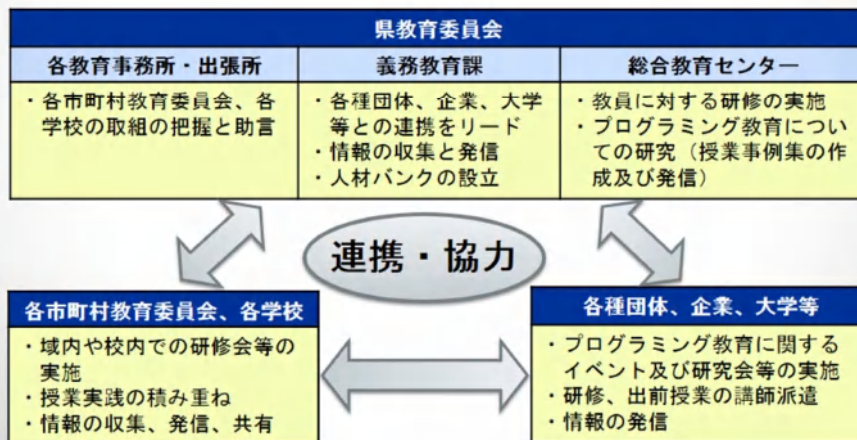 県教育委員会
各教育事務所・出張所
義務教育課
総合教育センター
・各市町村教育委員会、各
学校の取組の把握と助言
・各種団体、企業、大学
等との連携をリード
・情報の収集と発信
・人材バンクの設立
・教員に対する研修の実施
・プログラミング教育につい
ての研究（授業事例集の作
成及び発信）
連携・協力
各市町村教育委員会、各学校
・域内や校内での研修会等の
実施
・授業実践の積み重ね
・情報の収集、発信、共有
各種団体、企業、大学等
・プログラミング教育に関する
イベント及び研究会等の実施
・研修、出前授業の講師派遣
・情報の発信